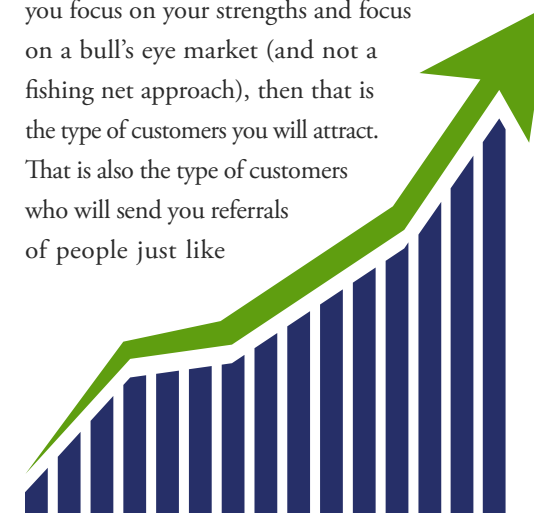 you focus on your strengths and focus
on a bull’s eye market (and not a
fishing net approach), then that is
the type of customers you will attract.
That is also the type of customers
who will send you referrals
of people just like